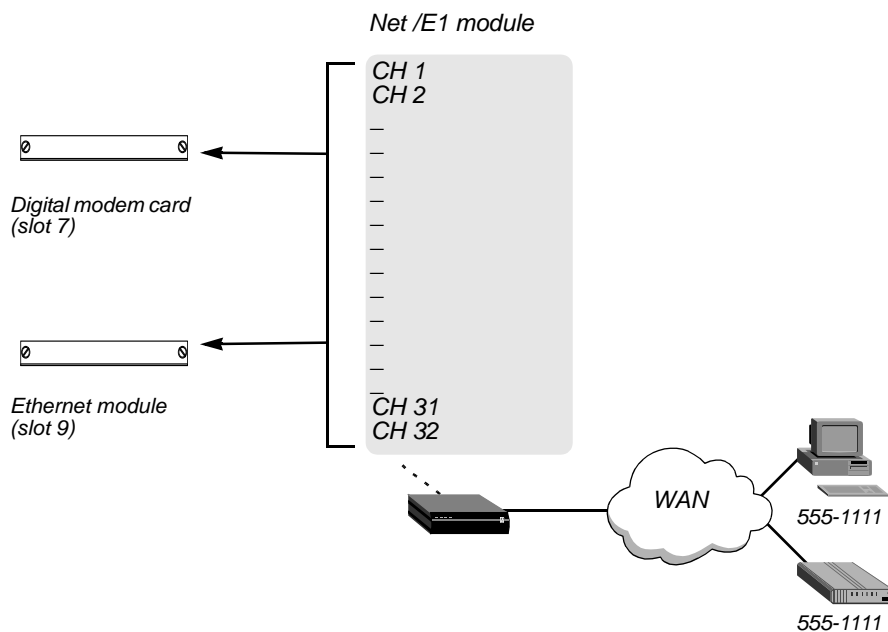 Net /E1 module
CH 1
CH 2
Digital modem card
(slot 7)
Ethernet module
(slot 9)
CH 31
CH 32
WAN
555-1111
555-1111